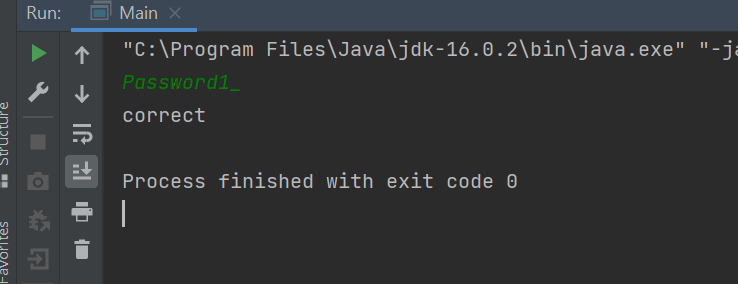 Run: Main
"C:\Program Files\Java\jdk-16.0.2\bin\java.exe" "-ja
Password1_
correct
Process finished with exit code 0
Structure
Favorites